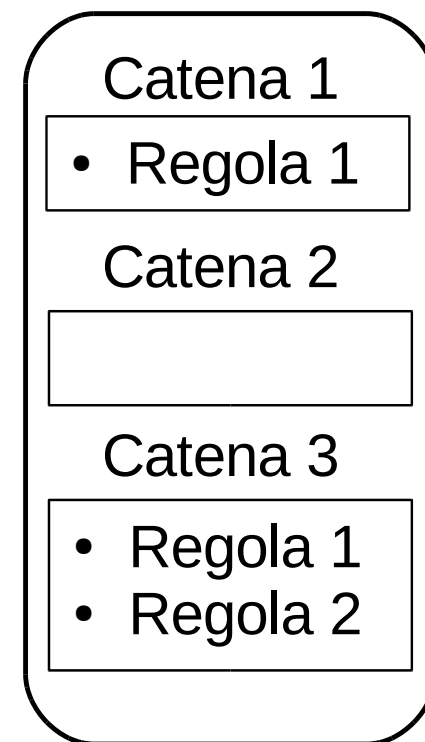 Catena 1
• Regola 1
Catena 2
Catena 3
• Regola 1
• Regola 2